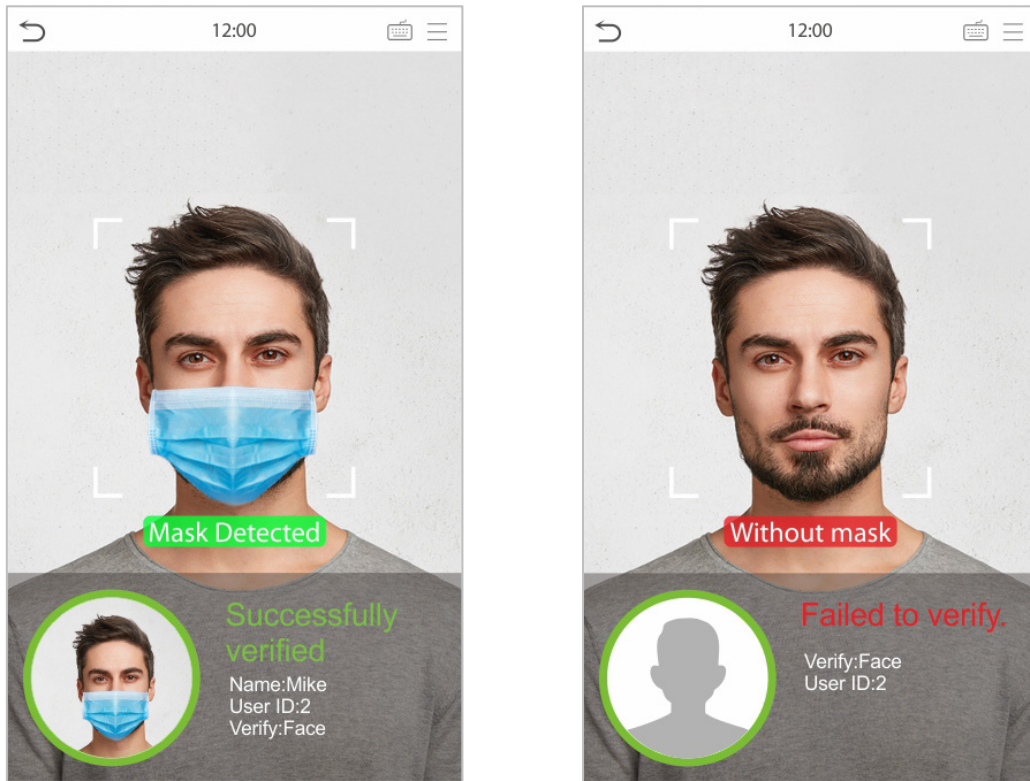 12:00
Mask Detected
Successfully
verified
Name:Mike
User ID:2
Verify:Face
12:00
Without mask
Failed to verify.
Verify:Face
User ID:2